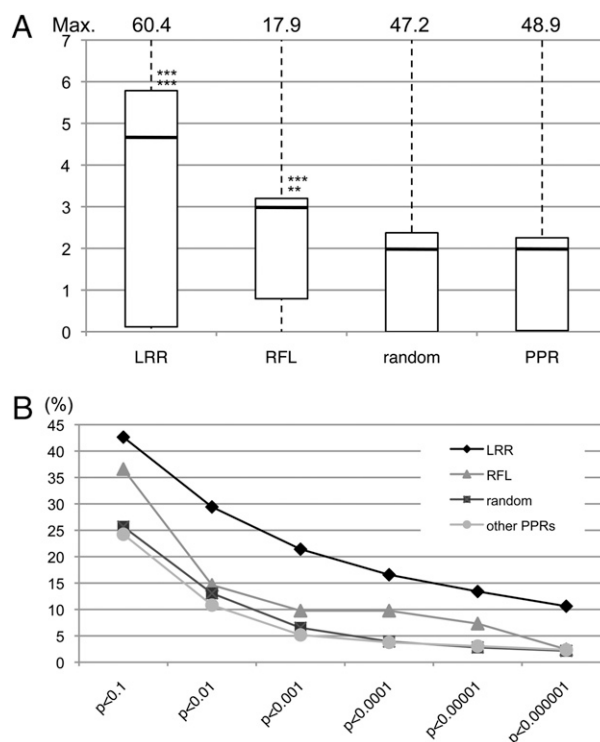 A
Max. 60.4 17.9 47.2 48.9
7
6
5
4
3
2
1
0
***
***
***
**
LRR RFL random PPR
B (%)
45
40
35
30
25
20
15
10
5
0
LRR
RFL
random
other PPRs
p<0.1 p<0.01 p<0.001 p<0.0001 p<0.00001 p<0.000001